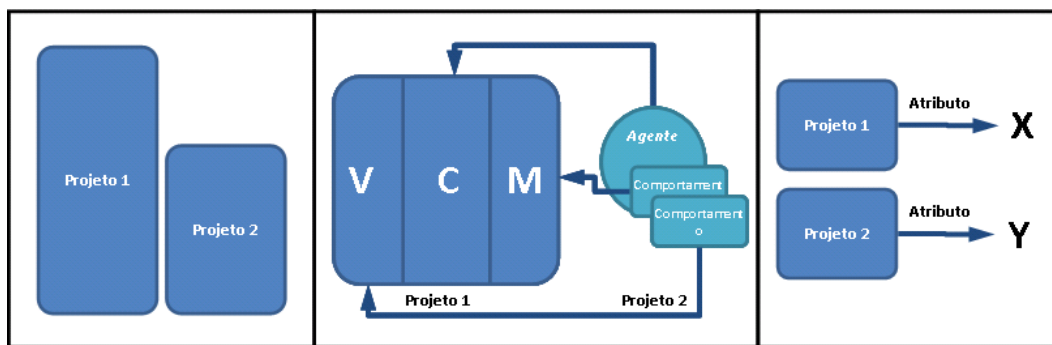 Projeto 1
Projeto 2
V C M
Agente
Comportament
Comportament
o
Projeto 1
Projeto 2
Projeto 1
Atributo
X
Projeto 2
Atributo
Y